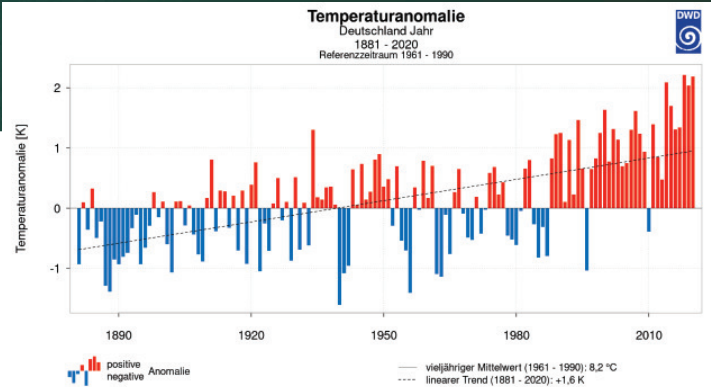 Temperaturanomalie
Deutschland Jahr
1881 - 2020
Referenzzeitraum 1961 - 1990
DWD
Temperaturanomalie [K]
2
1
0
-1
1890
1920
1950
1980
2010
positive
negative
Anomalie
vieljähriger Mittelwert (1961 - 1990): 8,2 °C
linearer Trend (1881 - 2020): +1,6 K